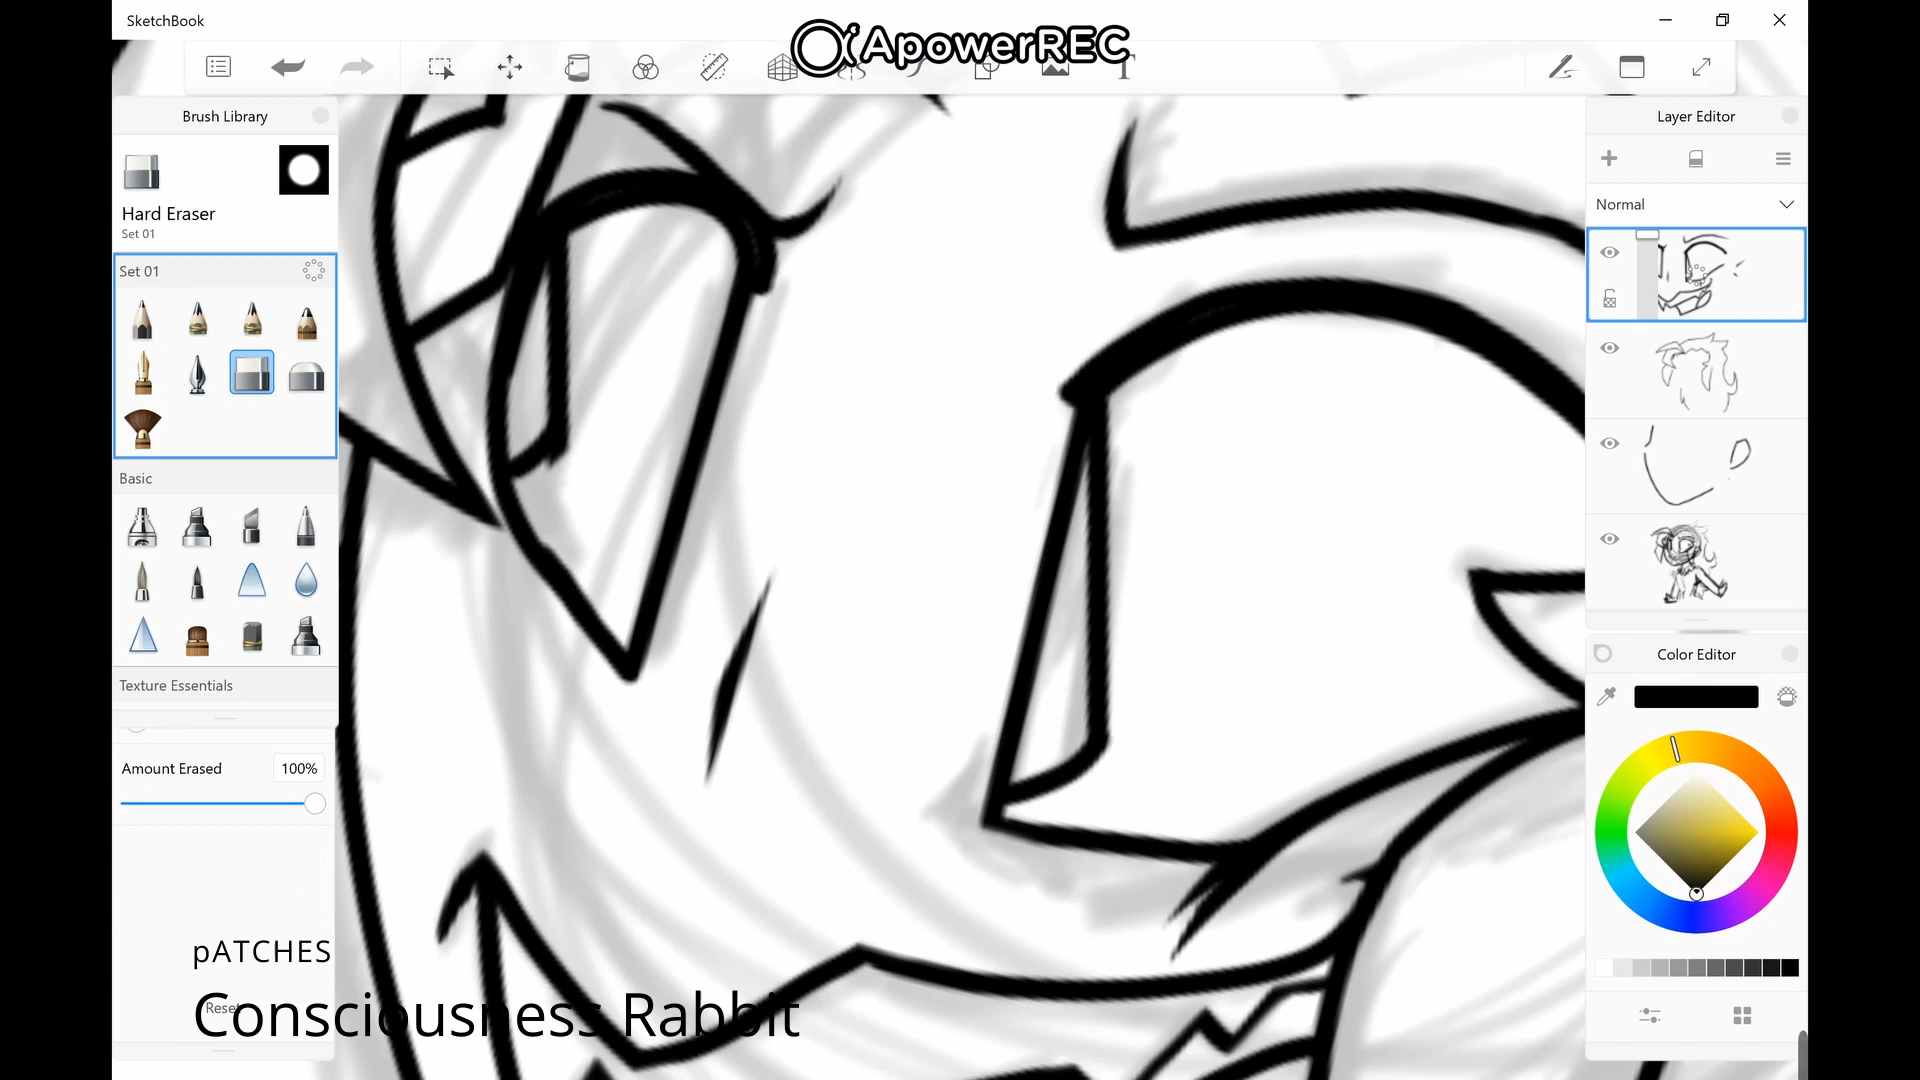 SketchBook
ApowerREC
Brush Library
Hard Eraser
Set 01
Set 01
Basic
Texture Essentials
Amount Erased 100%
Reset
pATCHES
Consciousness Rabbit
Layer Editor
Normal
Color Editor